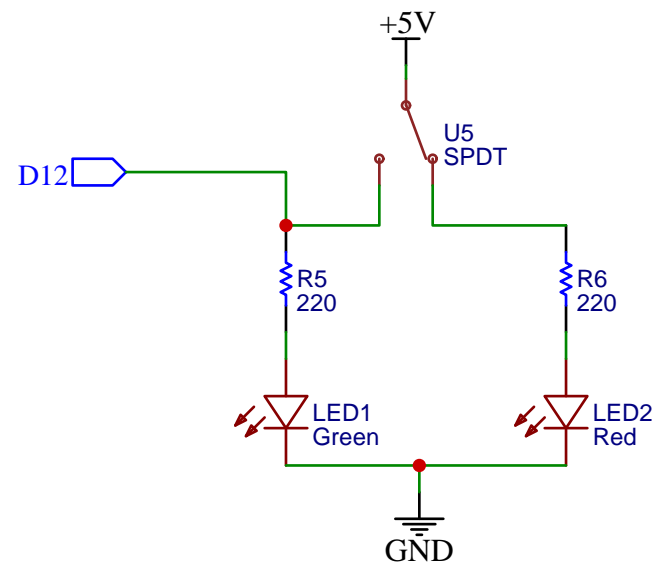 +5V
U5
SPDT
D12
R5
220
R6
220
LED1
Green
LED2
Red
GND